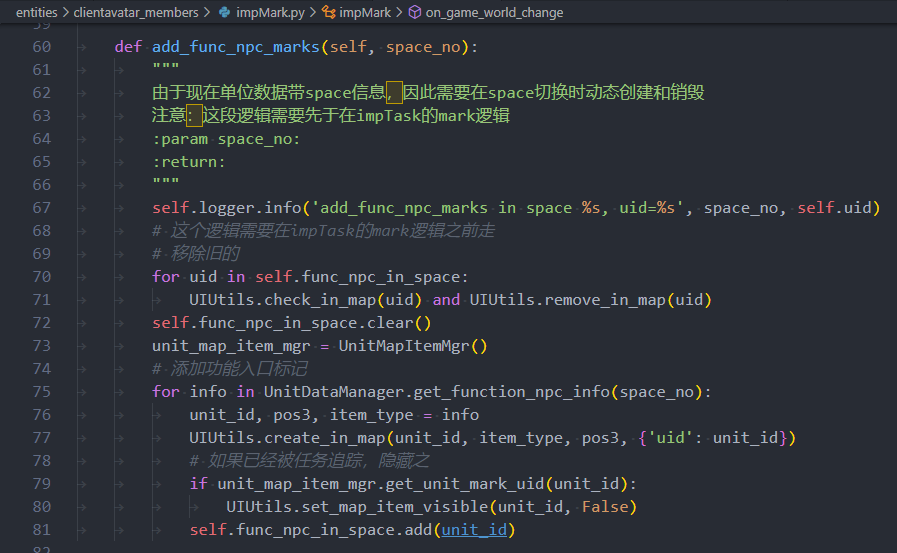 entities > clientavatar_members > impMark.py > impMark > on_game_world_change
59
60 def add_func_npc_marks(self, space_no):
61 """
62 由于现在单位数据带space信息，因此需要在space切换时动态创建和销毁
63 注意：这段逻辑需要先于在impTask的mark逻辑
64 :param space_no:
65 :return:
66 """
67 self.logger.info('add_func_npc_marks in space %s, uid=%s', space_no, self.uid)
68 # 这个逻辑需要在impTask的mark逻辑之前走
69 # 移除旧的
70 for uid in self.func_npc_in_space:
71 UIUtils.check_in_map(uid) and UIUtils.remove_in_map(uid)
72 self.func_npc_in_space.clear()
73 unit_map_item_mgr = UnitMapItemMgr()
74 # 添加功能入口标记
75 for info in UnitDataManager.get_function_npc_info(space_no):
76 unit_id, pos3, item_type = info
77 UIUtils.create_in_map(unit_id, item_type, pos3, {'uid': unit_id})
78 # 如果已经被任务追踪，隐藏之
79 if unit_map_item_mgr.get_unit_mark_uid(unit_id):
80 UIUtils.set_map_item_visible(unit_id, False)
81 self.func_npc_in_space.add(unit_id)
82